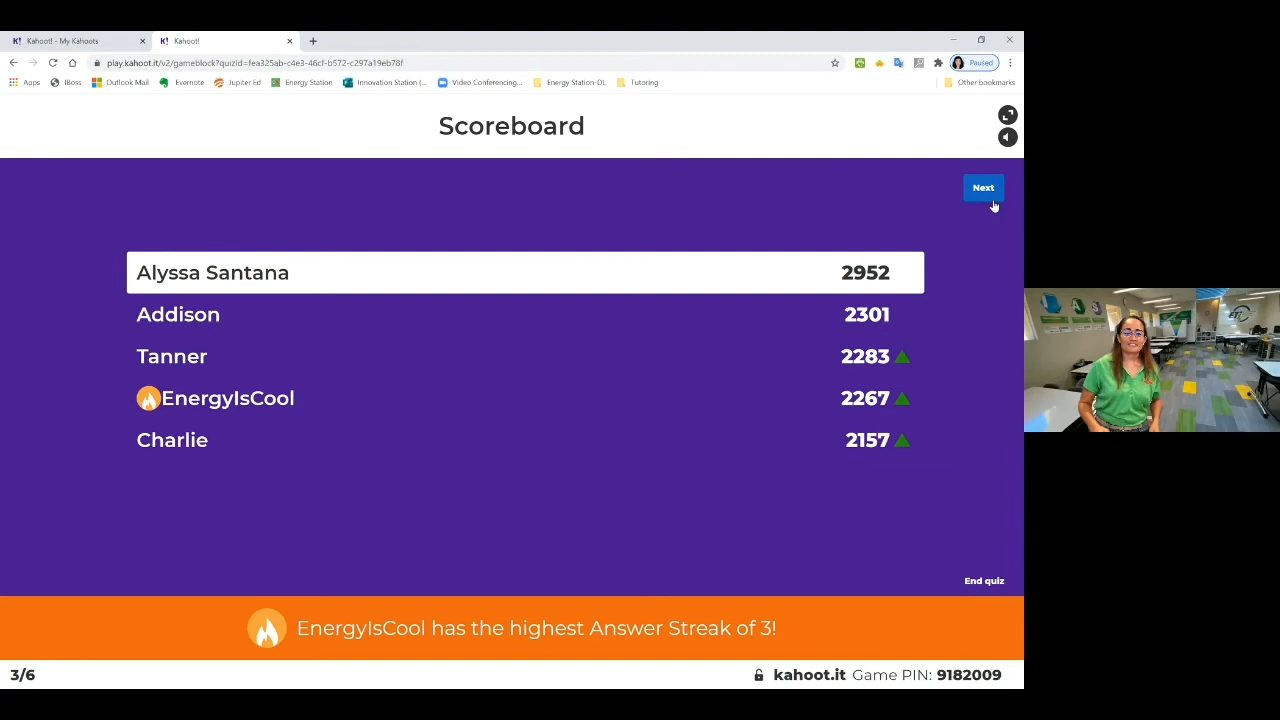 Kahoot! - My Kahoots
Kahoot!
play.kahoot.it/v2/gameblock?quizId=fea325ab-c4e3-46cf-b572-c297a19eb78f
Paused
Apps IBoss Outlook Mail Evernote Jupiter Ed Energy Station Innovation Station (... Video Conferencing... Energy Station-DL Tutoring Other bookmarks
Scoreboard
Next
Alyssa Santana 2952
Addison 2301
Tanner 2283
EnergyIsCool 2267
Charlie 2157
End quiz
EnergyIsCool has the highest Answer Streak of 3!
3/6
kahoot.it Game PIN: 9182009